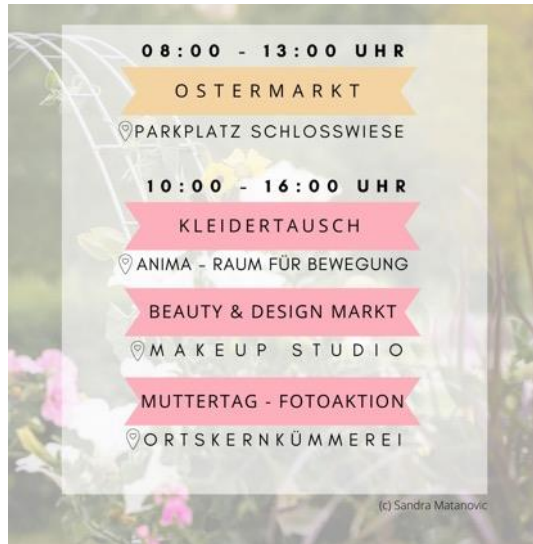 08:00 - 13:00 UHR
OSTERMARKT
PARKPLATZ SCHLOSSWIESE
10:00 - 16:00 UHR
KLEIDERTAUSCH
ANIMA - RAUM FÜR BEWEGUNG
BEAUTY & DESIGN MARKT
MAKEUP STUDIO
MUTTERTAG - FOTOAKTION
ORTSKERNKÜMMEREI
(c) Sandra Matanovic